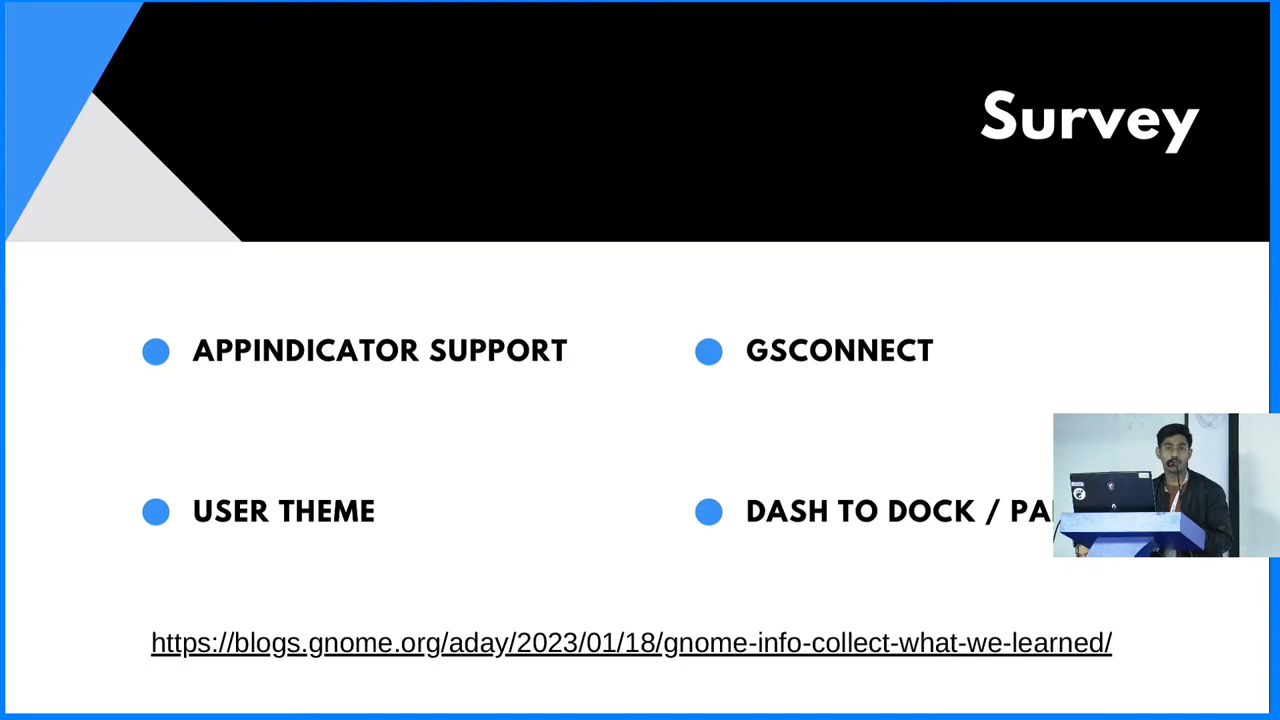 Survey
APPINDICATOR SUPPORT
GSCONNECT
USER THEME
DASH TO DOCK /
https://blogs.gnome.org/aday/2023/01/18/gnome-info-collect-what-we-learned/